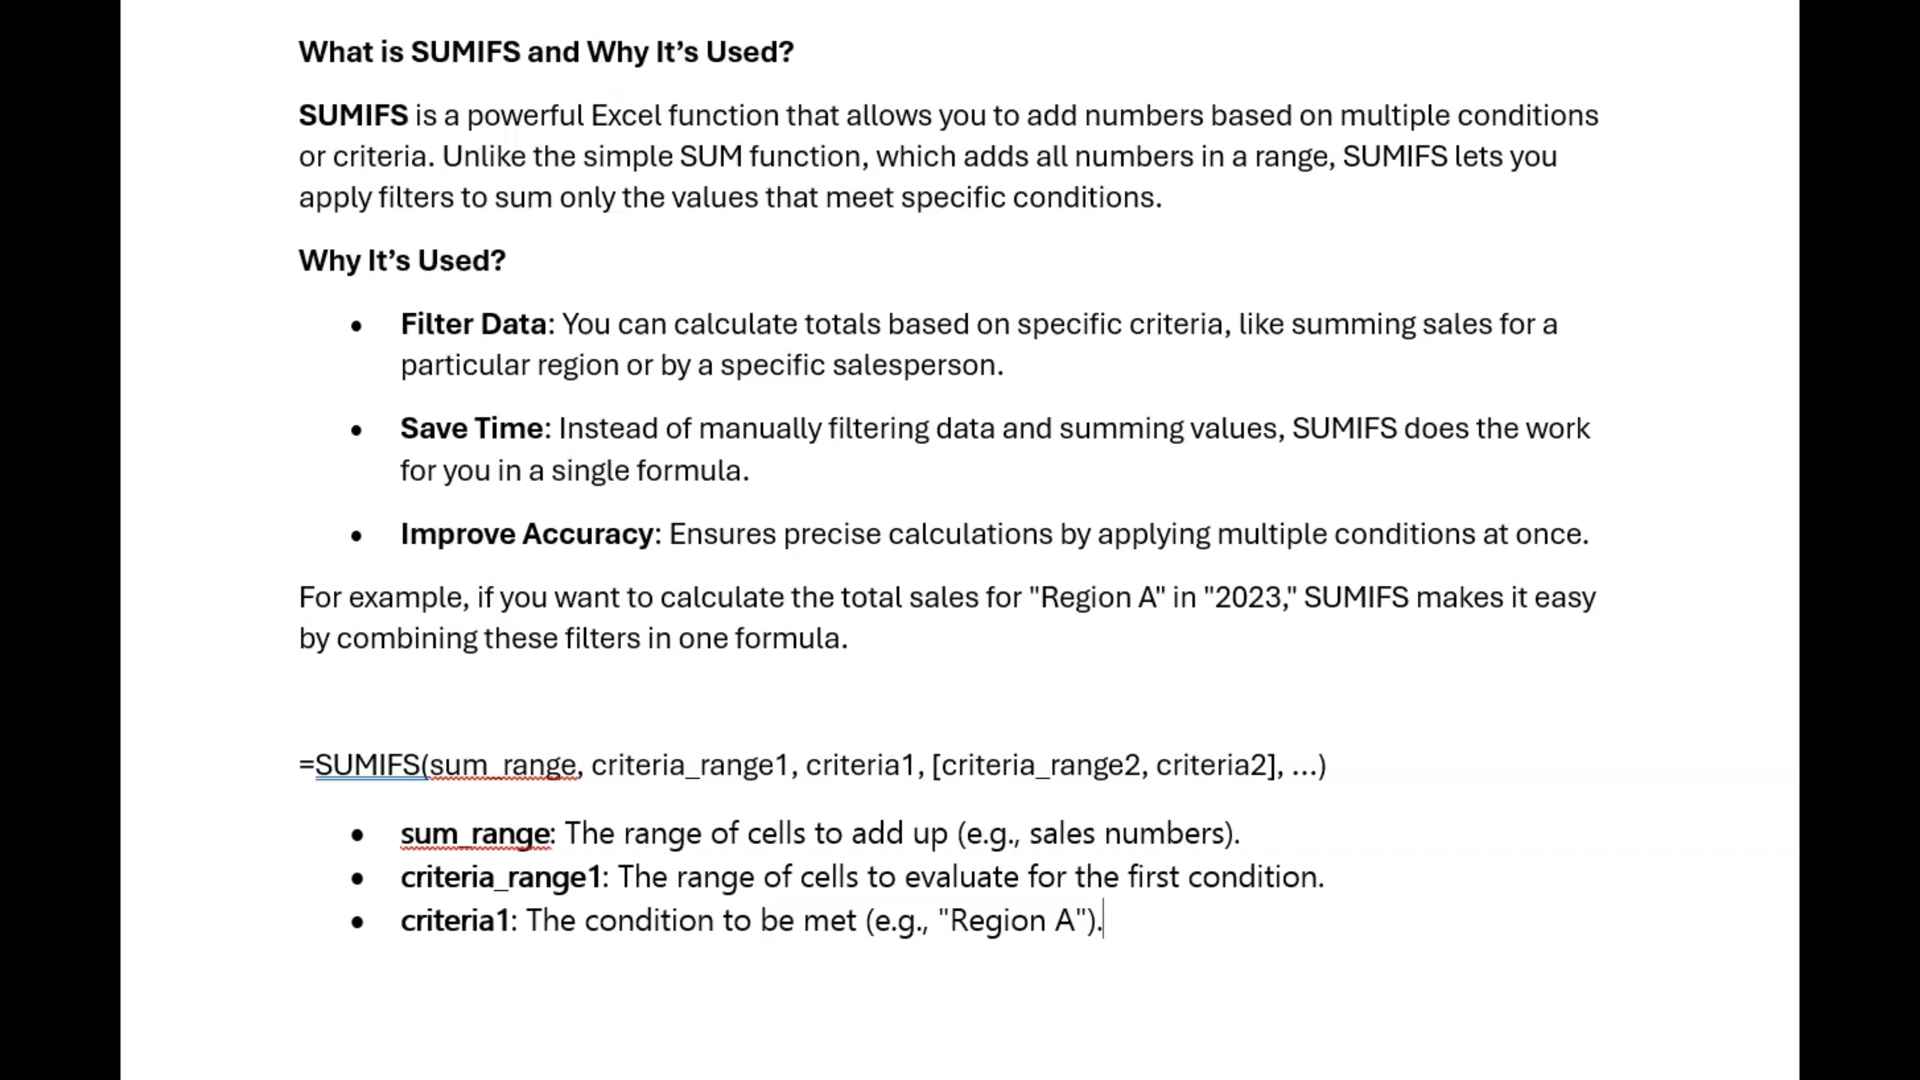 What is SUMIFS and Why It’s Used?
SUMIFS is a powerful Excel function that allows you to add numbers based on multiple conditions
or criteria. Unlike the simple SUM function, which adds all numbers in a range, SUMIFS lets you
apply filters to sum only the values that meet specific conditions.
Why It’s Used?
• Filter Data: You can calculate totals based on specific criteria, like summing sales for a
particular region or by a specific salesperson.
• Save Time: Instead of manually filtering data and summing values, SUMIFS does the work
for you in a single formula.
• Improve Accuracy: Ensures precise calculations by applying multiple conditions at once.
For example, if you want to calculate the total sales for "Region A" in "2023," SUMIFS makes it easy
by combining these filters in one formula.
=SUMIFS(sum_range, criteria_range1, criteria1, [criteria_range2, criteria2], ...)
• sum_range: The range of cells to add up (e.g., sales numbers).
• criteria_range1: The range of cells to evaluate for the first condition.
• criteria1: The condition to be met (e.g., "Region A").